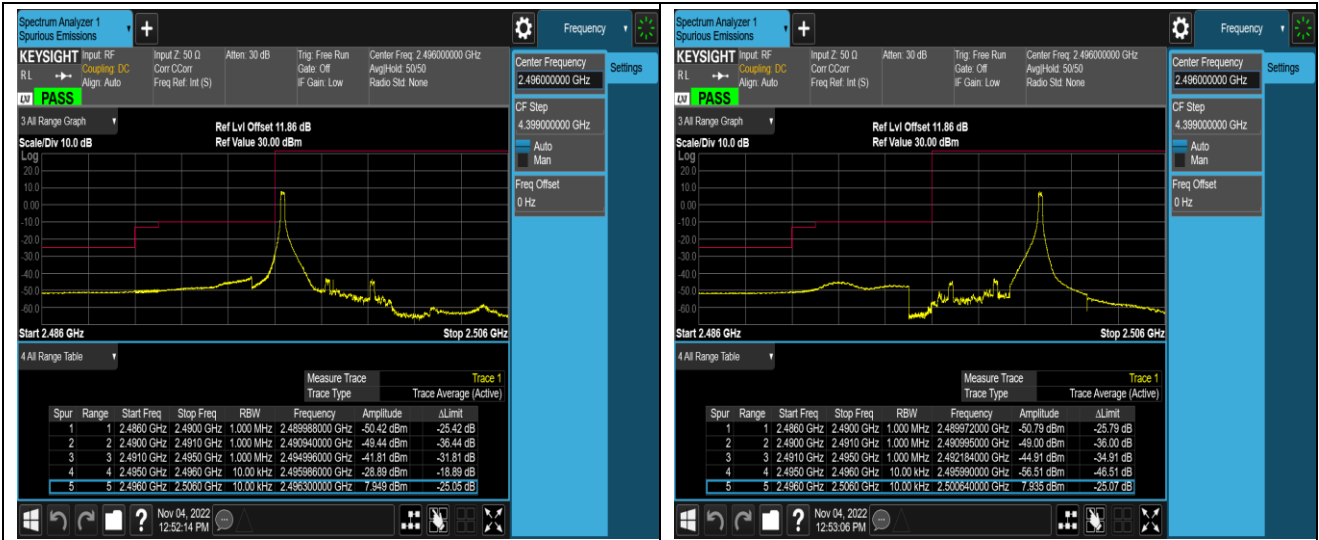 Spectrum Analyzer 1
Spurious Emissions
Frequency
KEYSIGHT Input: RF Input Z: 50 Ω Atten: 30 dB Trig: Free Run Center Freq: 2.496000000 GHz
RL Coupling: DC Corr CCorr Gate: Off Avg|Hold: 50/50
Align: Auto Freq Ref: Int (S) IF Gain: Low Radio Std: None
PASS
Center Frequency
2.496000000 GHz
Settings
CF Step
4.399000000 GHz
Auto
Man
Freq Offset
0 Hz
3 All Range Graph
Ref Lvl Offset 11.86 dB
Scale/Div 10.0 dB Ref Value 30.00 dBm
Log
20.0
10.0
0.00
-10.0
-20.0
-30.0
-40.0
-50.0
-60.0
Start 2.486 GHz Stop 2.506 GHz
4 All Range Table
Measure Trace Trace 1
Trace Type Trace Average (Active)
Spur Range Start Freq Stop Freq RBW Frequency Amplitude ΔLimit
1 1 2.4860 GHz 2.4900 GHz 1.000 MHz 2.489988000 GHz -50.42 dBm -25.42 dB
2 2 2.4900 GHz 2.4910 GHz 1.000 MHz 2.490940000 GHz -49.44 dBm -36.44 dB
3 3 2.4910 GHz 2.4950 GHz 1.000 MHz 2.494996000 GHz -41.81 dBm -31.81 dB
4 4 2.4950 GHz 2.4960 GHz 10.00 kHz 2.495986000 GHz -28.89 dBm -18.89 dB
5 5 2.4960 GHz 2.5060 GHz 10.00 kHz 2.496300000 GHz 7.949 dBm -25.05 dB
Nov 04, 2022
12:52:14 PM
Spectrum Analyzer 1
Spurious Emissions
Frequency
KEYSIGHT Input: RF Input Z: 50 Ω Atten: 30 dB Trig: Free Run Center Freq: 2.496000000 GHz
RL Coupling: DC Corr CCorr Gate: Off Avg|Hold: 50/50
Align: Auto Freq Ref: Int (S) IF Gain: Low Radio Std: None
PASS
Center Frequency
2.496000000 GHz
Settings
CF Step
4.399000000 GHz
Auto
Man
Freq Offset
0 Hz
3 All Range Graph
Ref Lvl Offset 11.86 dB
Scale/Div 10.0 dB Ref Value 30.00 dBm
Log
20.0
10.0
0.00
-10.0
-20.0
-30.0
-40.0
-50.0
-60.0
Start 2.486 GHz Stop 2.506 GHz
4 All Range Table
Measure Trace Trace 1
Trace Type Trace Average (Active)
Spur Range Start Freq Stop Freq RBW Frequency Amplitude ΔLimit
1 1 2.4860 GHz 2.4900 GHz 1.000 MHz 2.489972000 GHz -50.79 dBm -25.79 dB
2 2 2.4900 GHz 2.4910 GHz 1.000 MHz 2.490995000 GHz -49.00 dBm -36.00 dB
3 3 2.4910 GHz 2.4950 GHz 1.000 MHz 2.492184000 GHz -44.91 dBm -34.91 dB
4 4 2.4950 GHz 2.4960 GHz 10.00 kHz 2.495990000 GHz -56.51 dBm -46.51 dB
5 5 2.4960 GHz 2.5060 GHz 10.00 kHz 2.500640000 GHz 7.935 dBm -25.07 dB
Nov 04, 2022
12:53:06 PM